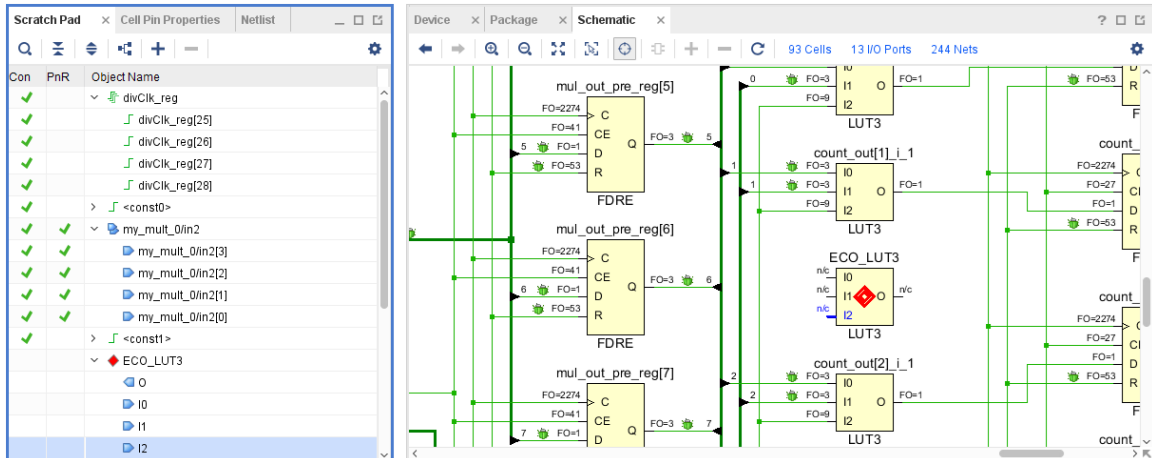 Scratch Pad × Cell Pin Properties Netlist
Con PnR Object Name
divClk_reg
divClk_reg[25]
divClk_reg[26]
divClk_reg[27]
divClk_reg[28]
<const0>
my_mult_0/in2
my_mult_0/in2[3]
my_mult_0/in2[2]
my_mult_0/in2[1]
my_mult_0/in2[0]
<const1>
ECO_LUT3
O
I0
I1
I2
Device × Package × Schematic ×
93 Cells 13 I/O Ports 244 Nets
mul_out_pre_reg[5]
FO=2274 C
FO=41 CE
5 FO=1 D
FO=53 R
Q FO=3 5
FDRE
mul_out_pre_reg[6]
FO=2274 C
FO=41 CE
6 FO=1 D
FO=53 R
Q FO=3 6
FDRE
mul_out_pre_reg[7]
FO=2274 C
FO=41 CE
7 FO=1 D
Q FO=3 7
I0
0 FO=3 I1 O FO=1
FO=9 I2
LUT3
count_out[1]_i_1
1 FO=3 I0
1 FO=3 I1 O FO=1
FO=9 I2
LUT3
ECO_LUT3
n/c I0
n/c I1 O n/c
n/c I2
LUT3
count_out[2]_i_1
2 FO=3 I0
2 FO=3 I1 O FO=1
FO=9 I2
LUT3
D
FO=53 R
F
count_
FO=2274 C
FO=27 CE
FO=1 D
FO=53 R
F
count_
FO=2274 C
FO=27 CE
FO=1 D
FO=53 R
F
count_